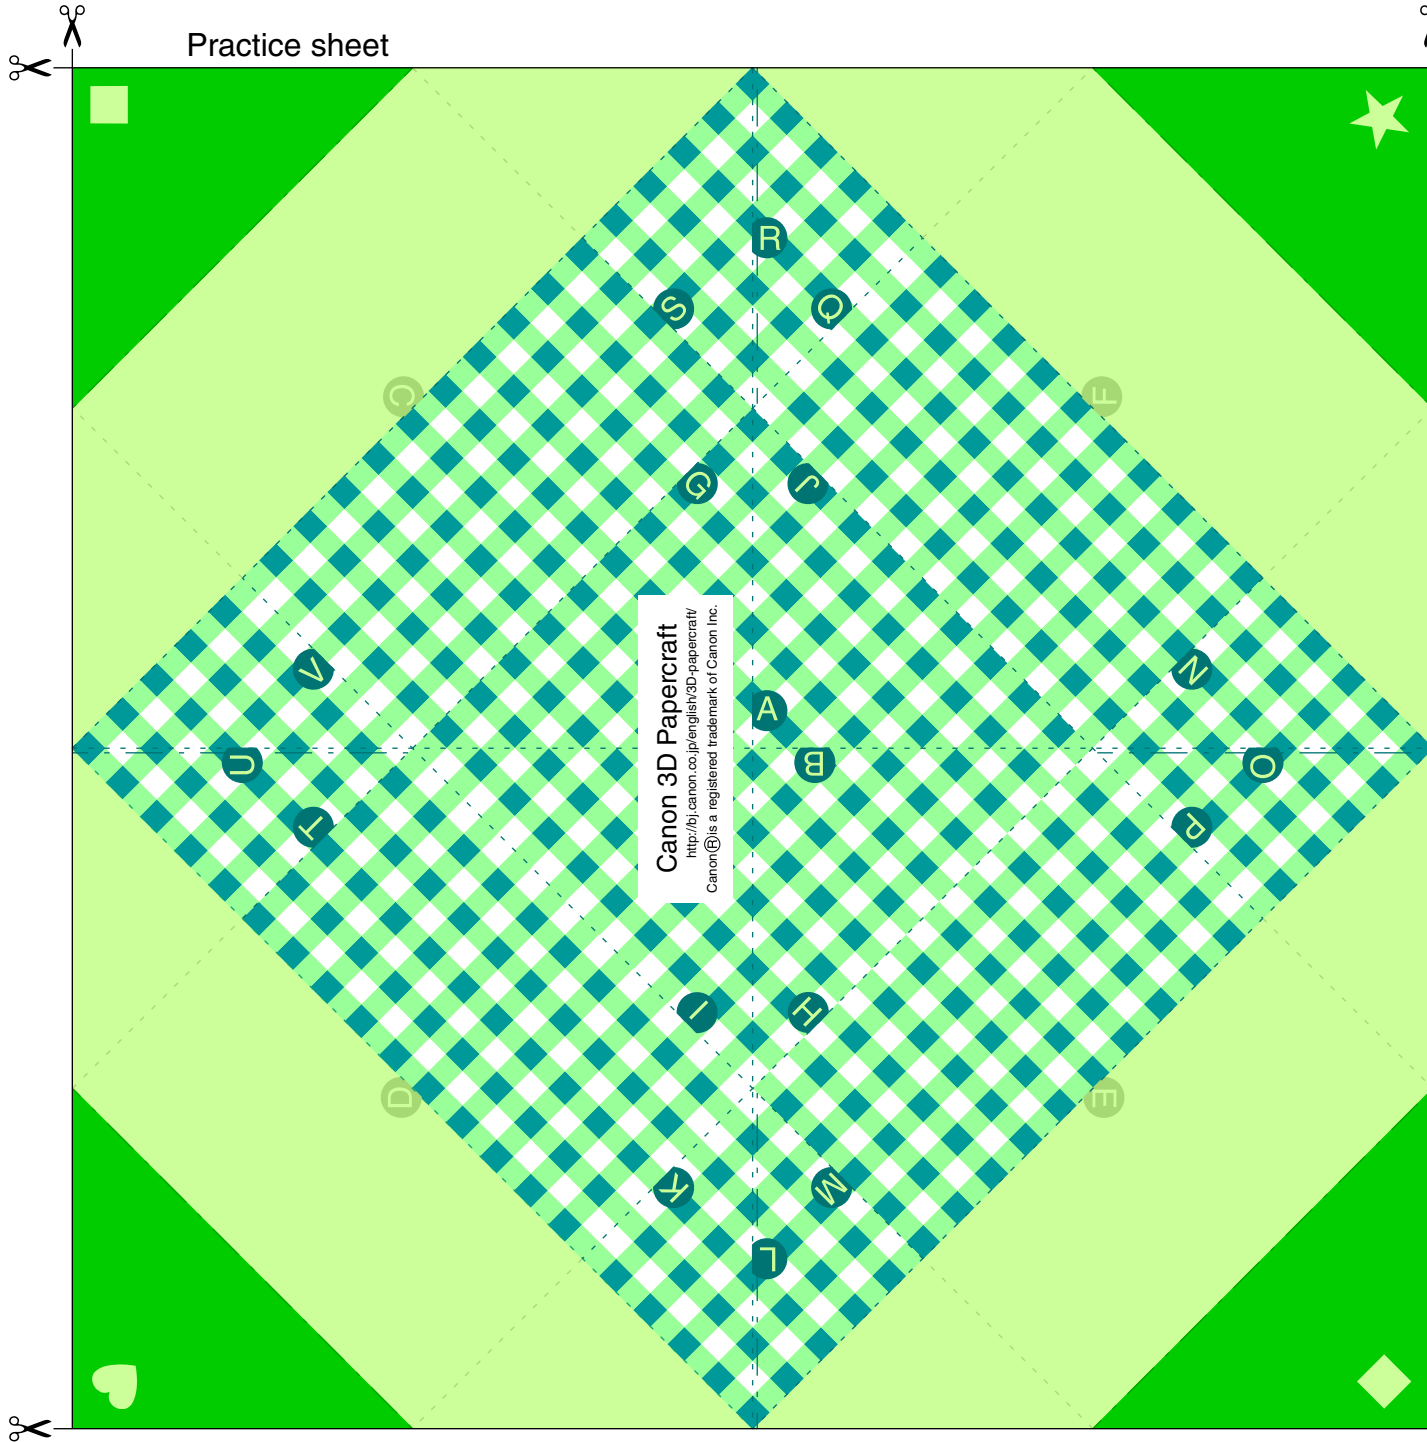 Practice sheet
R
S
Q
C
F
G
J
Canon 3D Papercraft
http://bj.canon.co.jp/english/3D-papercraft/
Canon®is a registered trademark of Canon Inc.
V
N
A
U
B
O
T
P
I
H
D
E
K
M
L